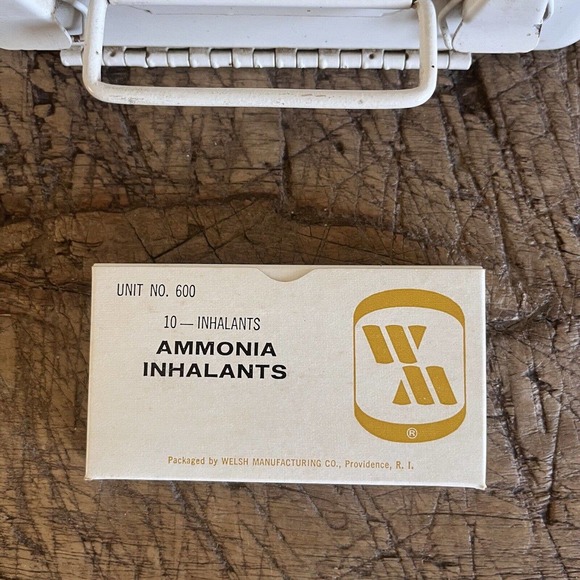 UNIT NO. 600
10 — INHALANTS
AMMONIA
INHALANTS
W
M
®
Packaged by WELSH MANUFACTURING CO., Providence, R. I.